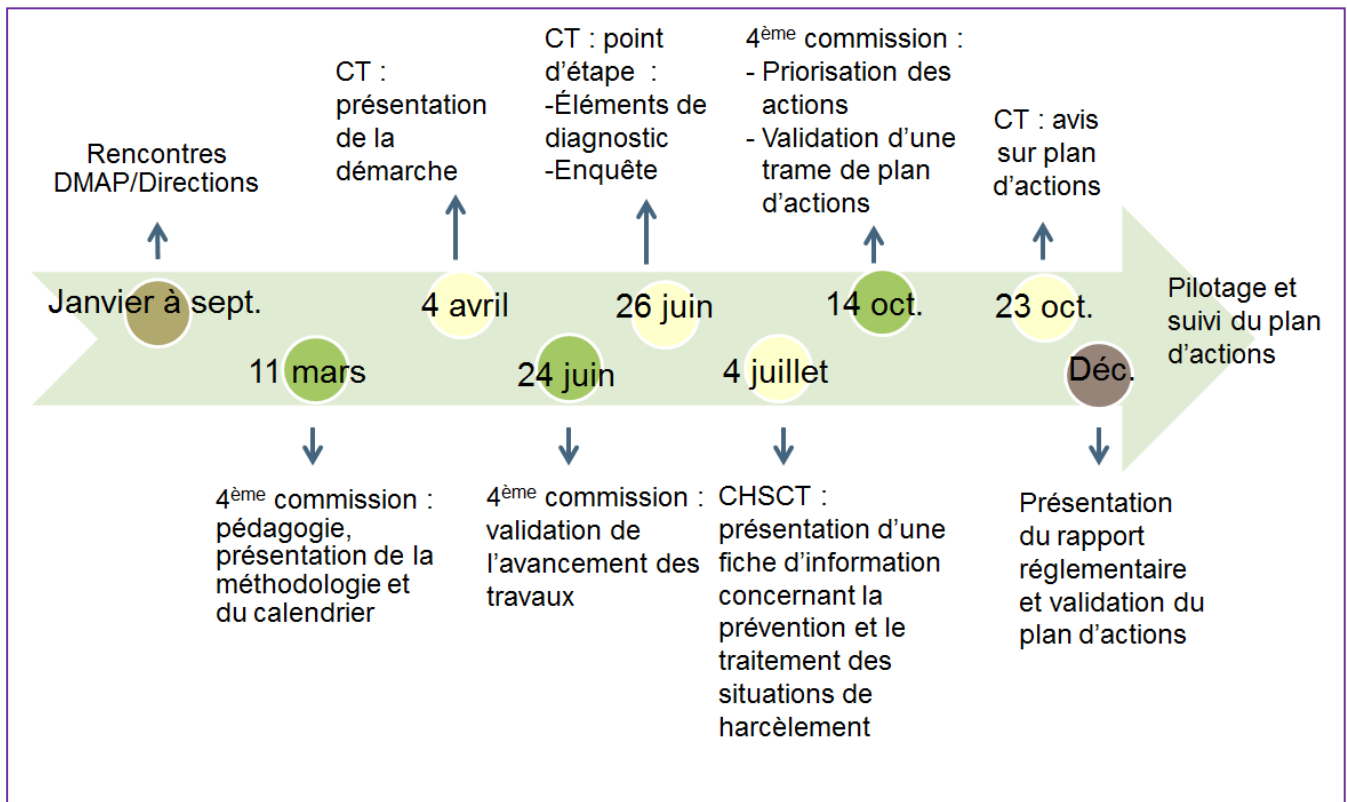 Rencontres
DMAP/Directions
CT :
présentation
de la
démarche
CT : point
d’étape :
-Éléments de
diagnostic
-Enquête
4ème commission :
- Priorisation des
actions
- Validation d’une
trame de plan
d’actions
CT : avis
sur plan
d’actions
Janvier à sept.
4 avril
26 juin
14 oct.
23 oct.
11 mars
24 juin
4 juillet
Déc.
Pilotage et
suivi du plan
d’actions
4ème commission :
pédagogie,
présentation de la
méthodologie et
du calendrier
4ème commission :
validation de
l’avancement des
travaux
CHSCT :
présentation d’une
fiche d’information
concernant la
prévention et le
traitement des
situations de
harcèlement
Présentation
du rapport
réglementaire
et validation du
plan d’actions